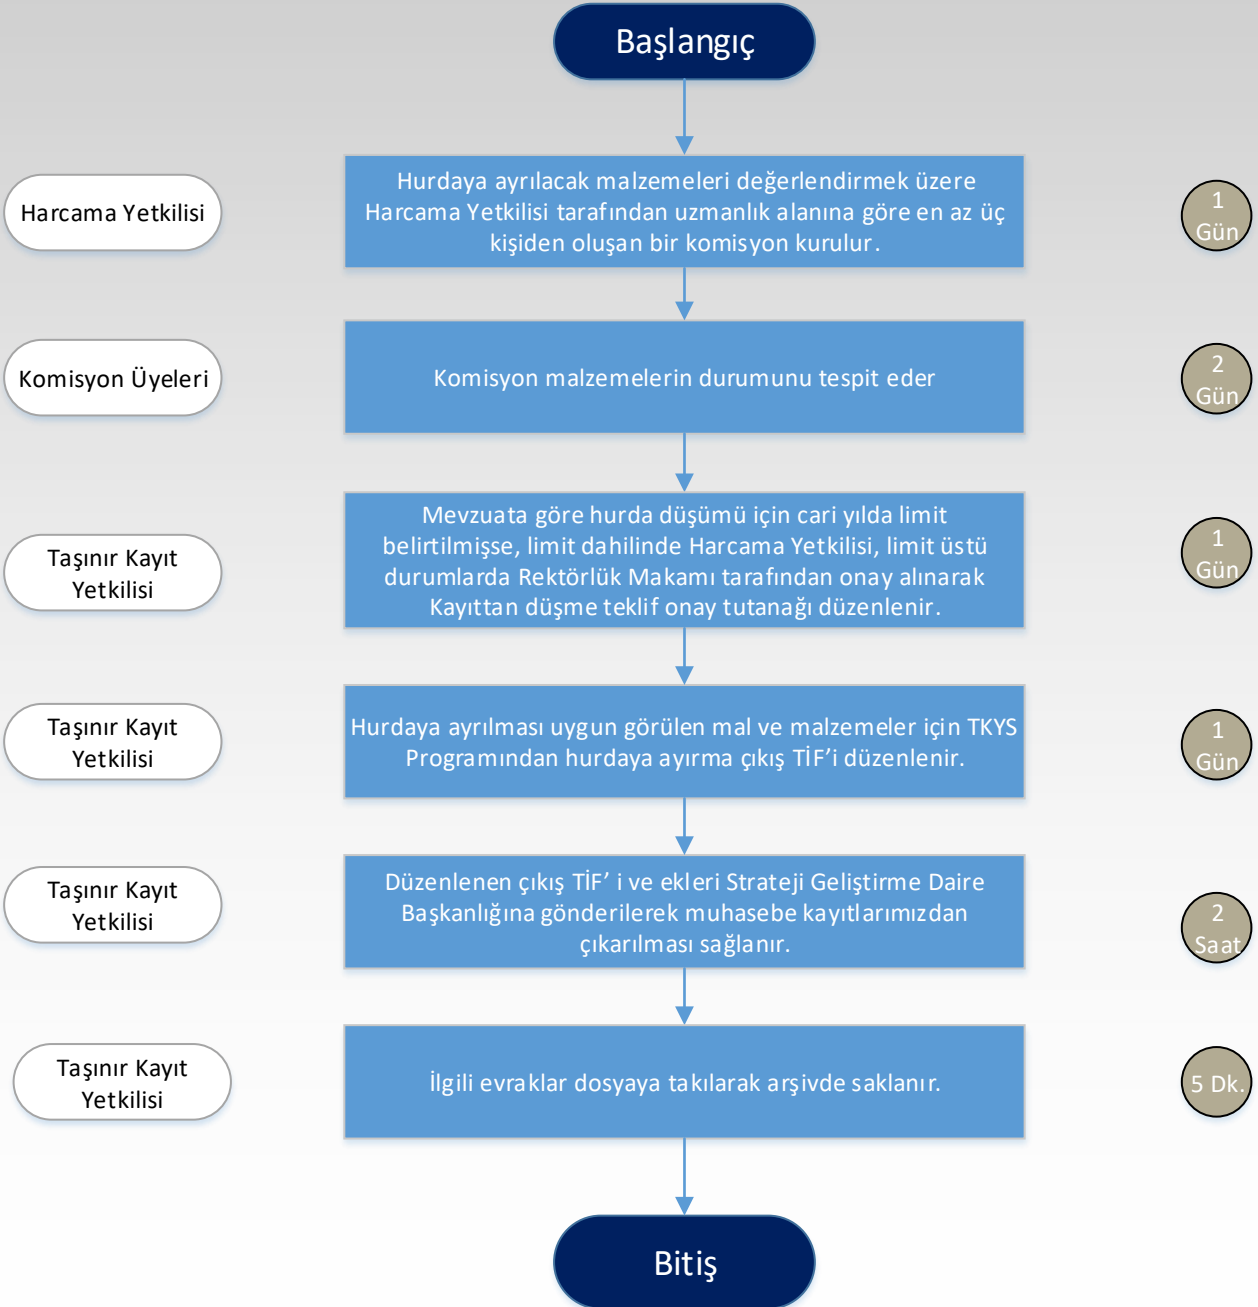 Başlangıç
Harcama Yetkilisi
Hurdaya ayrılacak malzemeleri değerlendirmek üzere
Harcama Yetkilisi tarafından uzmanlık alanına göre en az üç
kişiden oluşan bir komisyon kurulur.
1
Gün
Komisyon Üyeleri
Komisyon malzemelerin durumunu tespit eder
2
Gün
Taşınır Kayıt
Yetkilisi
Mevzuata göre hurda düşümü için cari yılda limit
belirtilmişse, limit dahilinde Harcama Yetkilisi, limit üstü
durumlarda Rektörlük Makamı tarafından onay alınarak
Kayıttan düşme teklif onay tutanağı düzenlenir.
1
Gün
Taşınır Kayıt
Yetkilisi
Hurdaya ayrılması uygun görülen mal ve malzemeler için TKYS
Programından hurdaya ayırma çıkış TİF’i düzenlenir.
1
Gün
Taşınır Kayıt
Yetkilisi
Düzenlenen çıkış TİF’ i ve ekleri Strateji Geliştirme Daire
Başkanlığına gönderilerek muhasebe kayıtlarımızdan
çıkarılması sağlanır.
2
Saat
Taşınır Kayıt
Yetkilisi
İlgili evraklar dosyaya takılarak arşivde saklanır.
5 Dk.
Bitiş